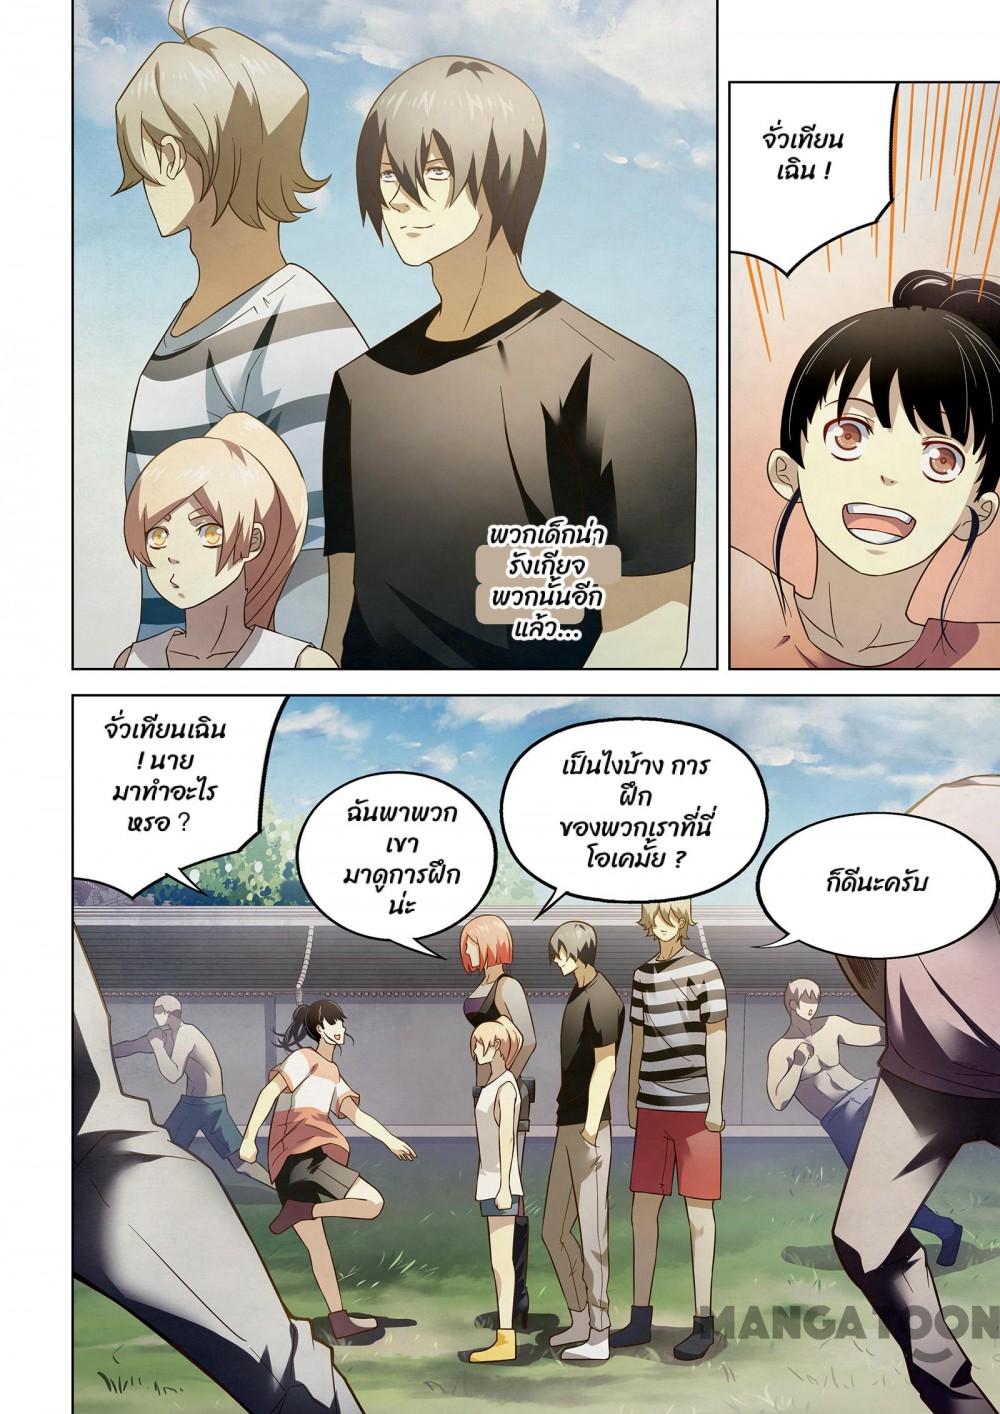 พวกเด็กน่า
รังเกียจ
พวกนั้นอีก
แล้ว...
จั่วเทียน
เฉิน !
จั่วเทียนเฉิน
! นาย
มาทำอะไร
หรอ ?
ฉันพาพวก
เขา
มาดูการฝึก
น่ะ
เป็นไงบ้าง การ
ฝึก
ของพวกเราที่นี่
โอเคมั้ย ?
ก็ดีนะครับ
MANGATOON